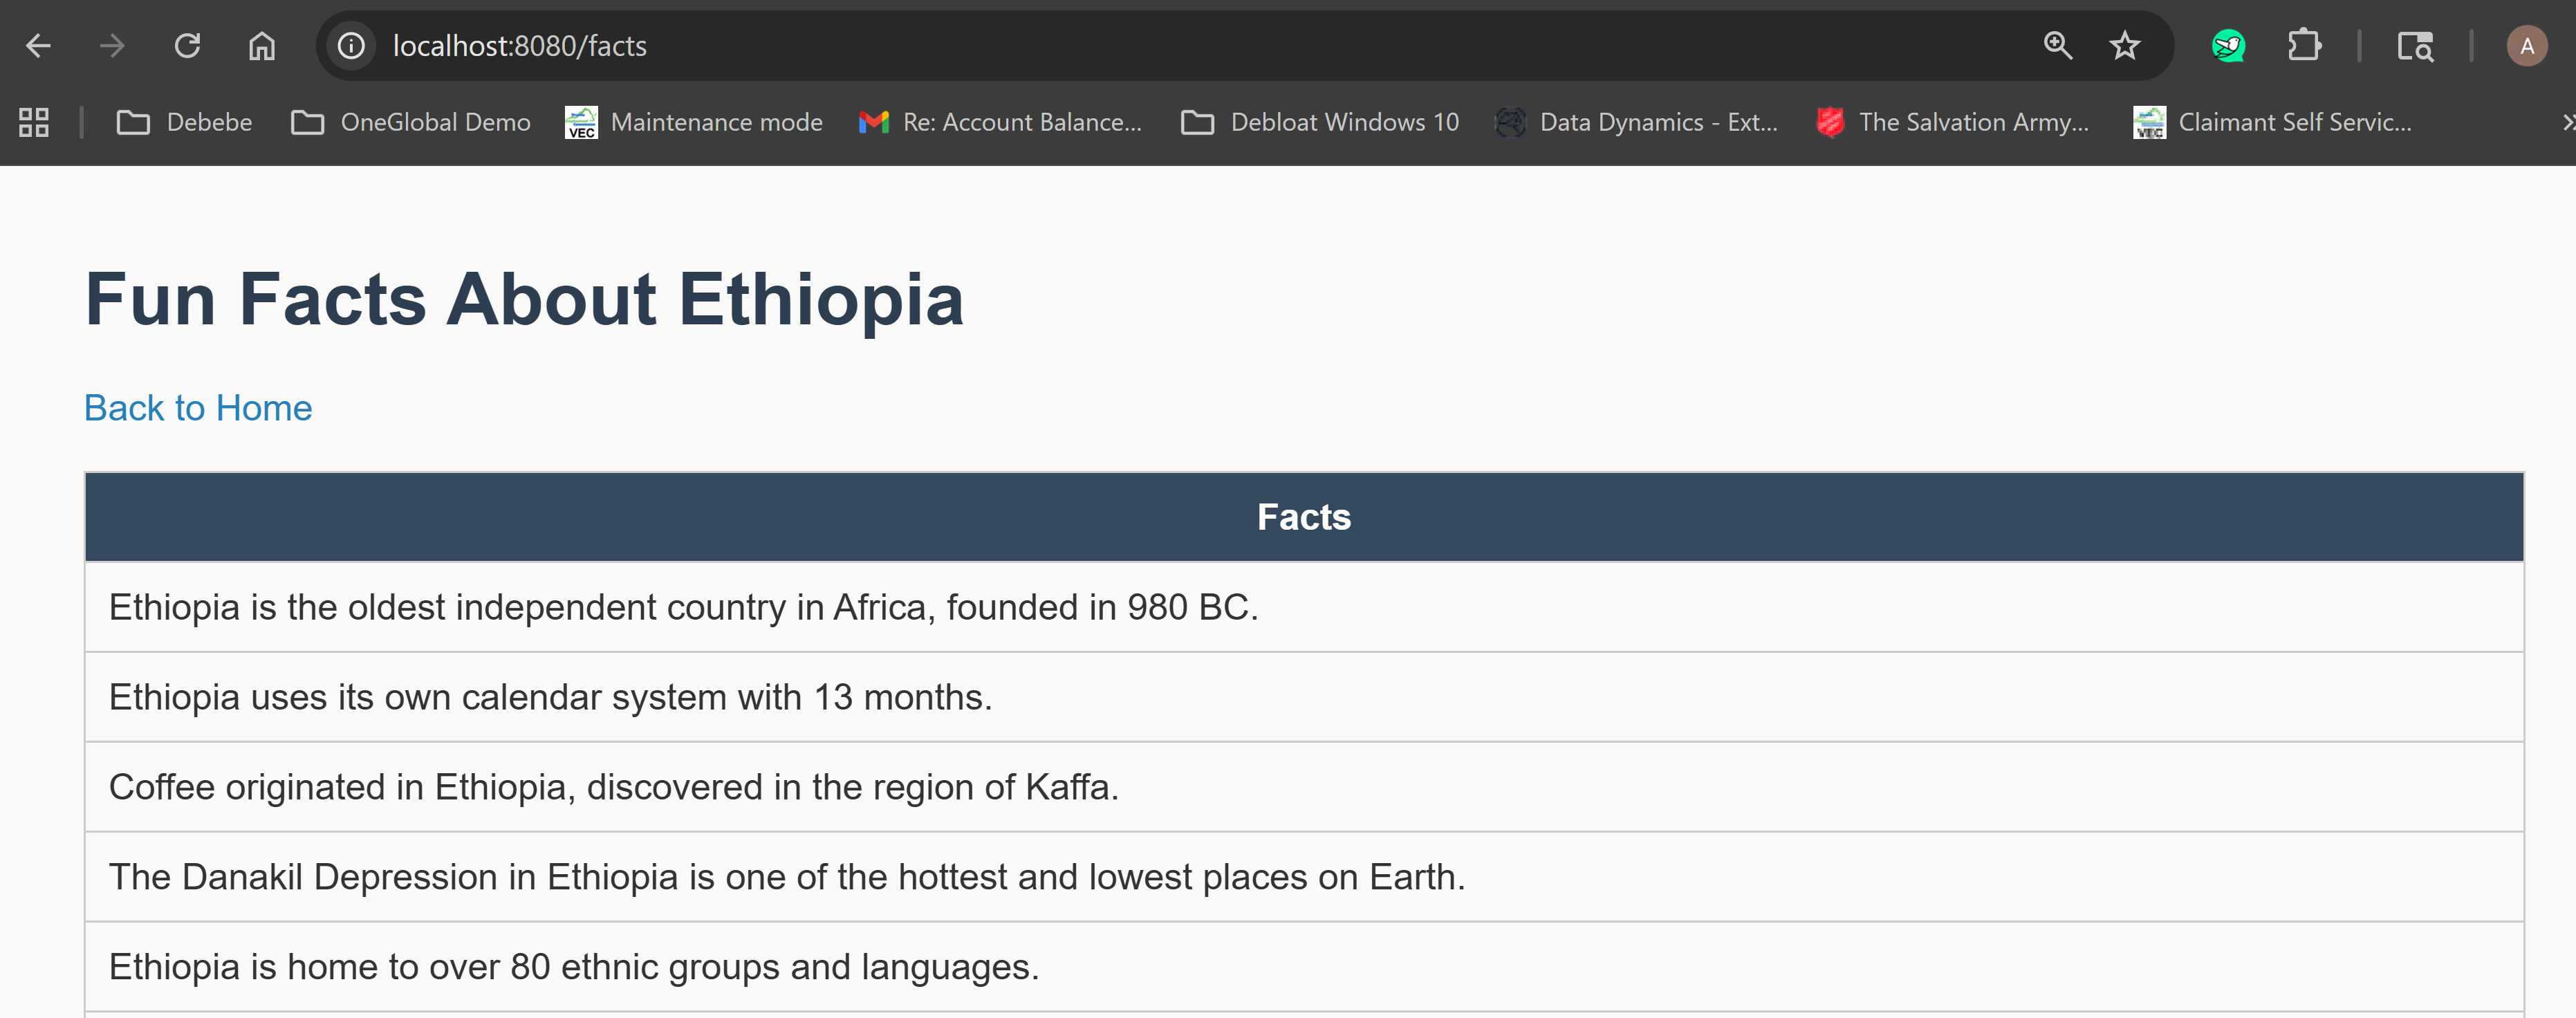 localhost:8080/facts
A
Debebe
OneGlobal Demo
VEC
Maintenance mode
Re: Account Balance...
Debloat Windows 10
Data Dynamics - Ext...
The Salvation Army...
Claimant Self Servic...
Fun Facts About Ethiopia
Back to Home
Facts
Ethiopia is the oldest independent country in Africa, founded in 980 BC.
Ethiopia uses its own calendar system with 13 months.
Coffee originated in Ethiopia, discovered in the region of Kaffa.
The Danakil Depression in Ethiopia is one of the hottest and lowest places on Earth.
Ethiopia is home to over 80 ethnic groups and languages.